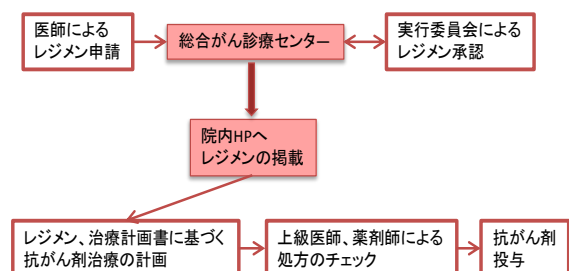 医師による
レジメン申請
総合がん診療センター
実行委員会による
レジメン承認
院内HPへ
レジメンの掲載
レジメン、治療計画書に基づく
抗がん剤治療の計画
上級医師、薬剤師による
処方のチェック
抗がん剤
投与